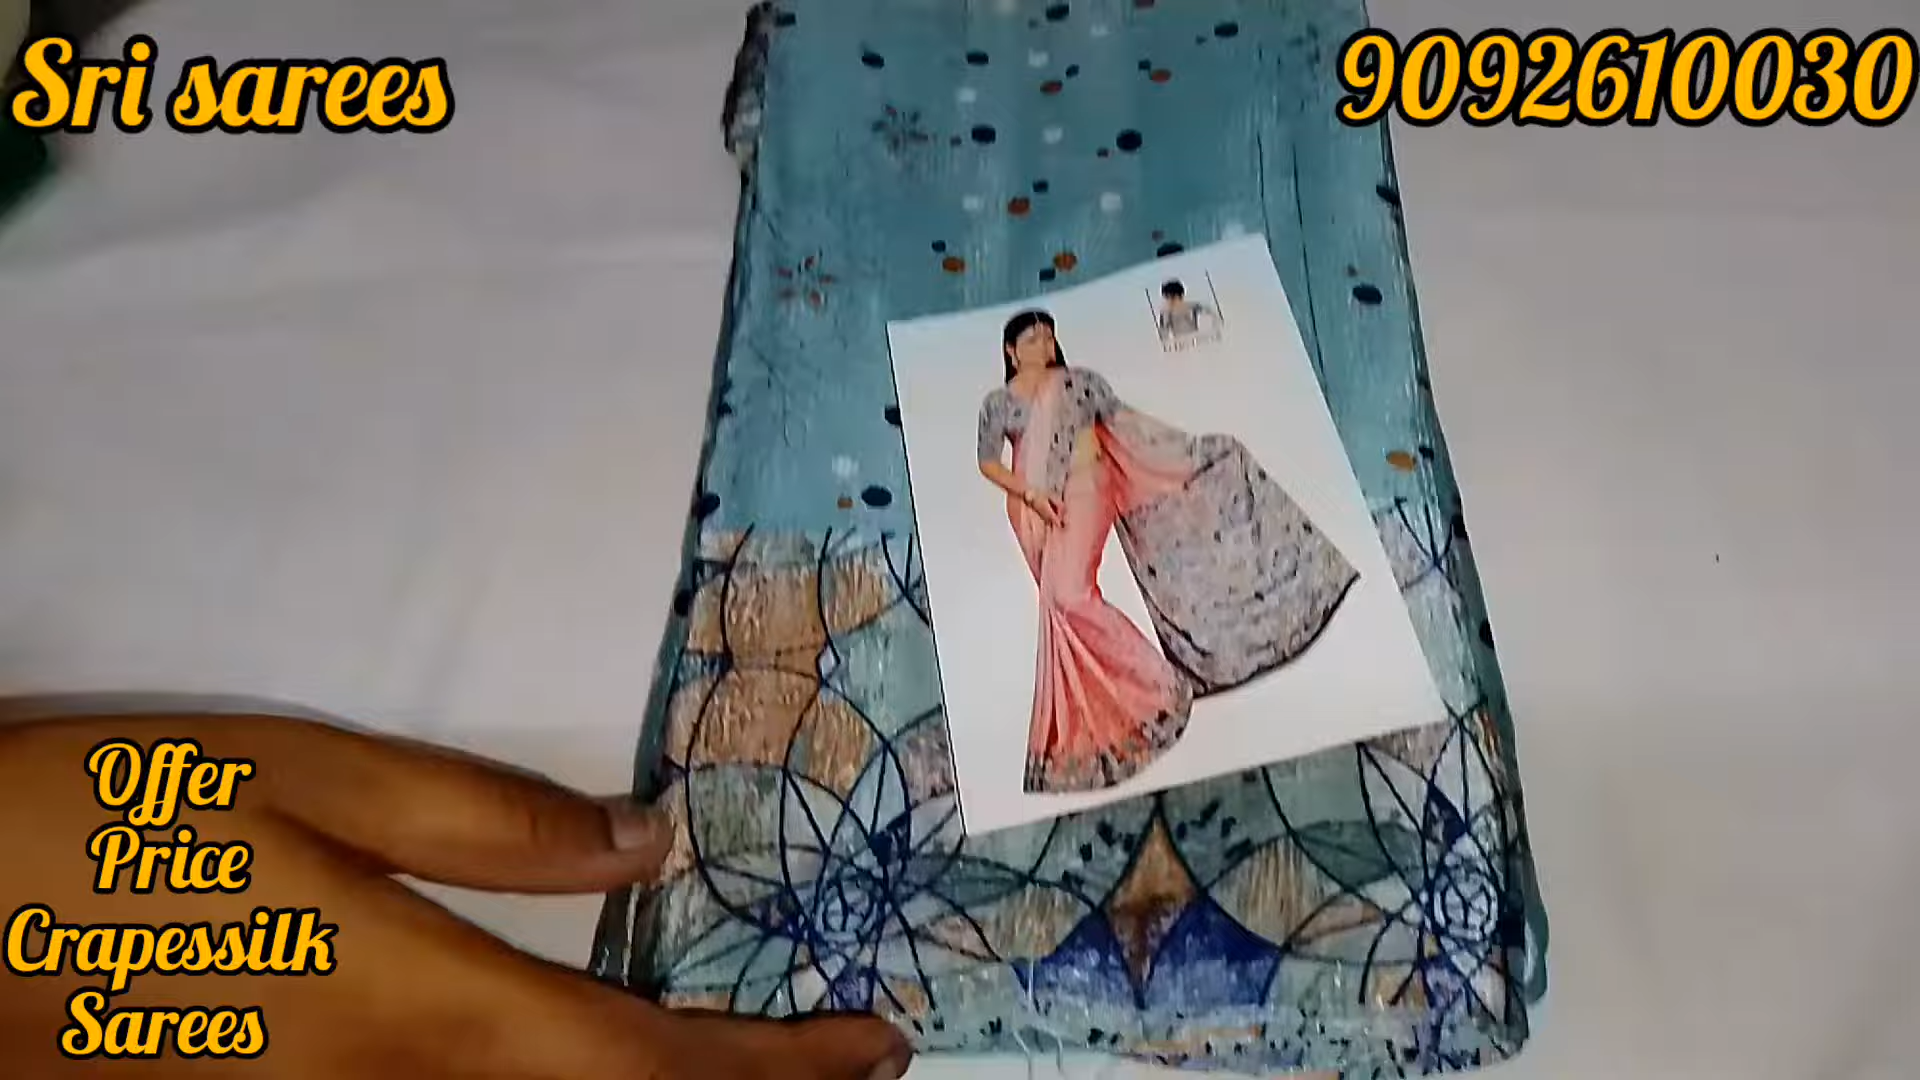 Sri sarees
9092610030
Offer
Price
Crapessilk
Sarees